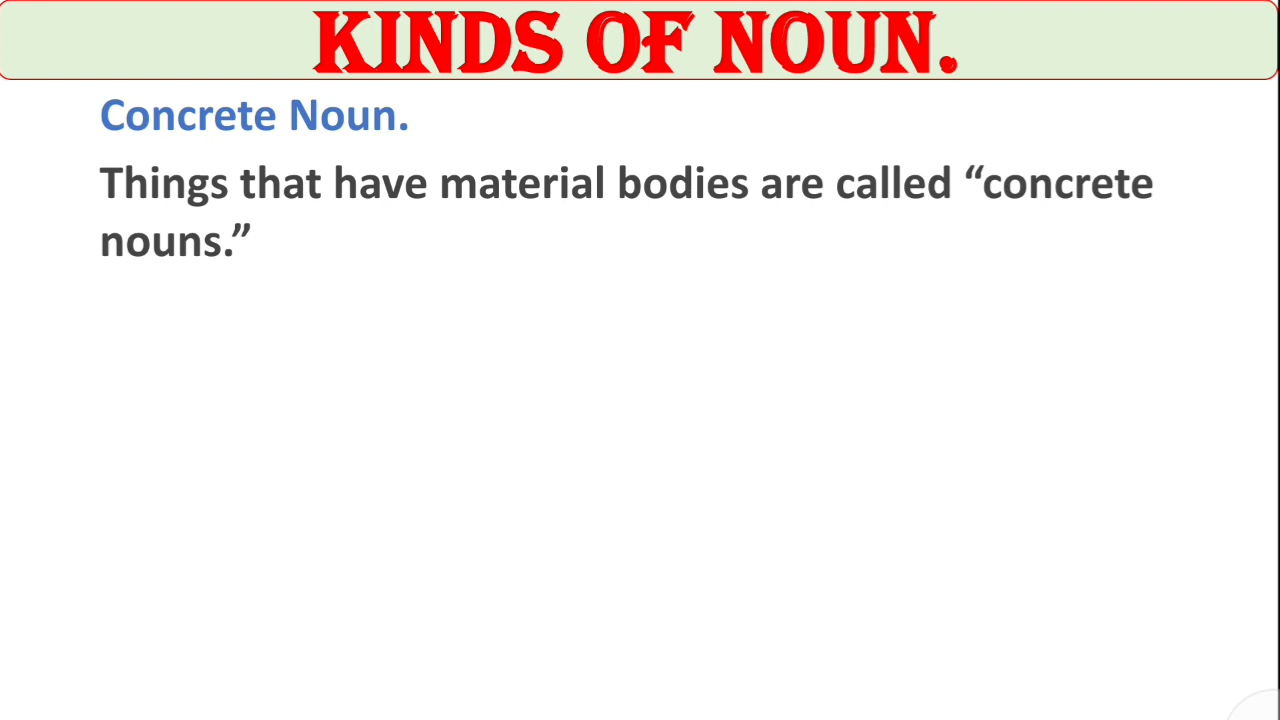 KINDS OF NOUN.
Concrete Noun.
Things that have material bodies are called “concrete
nouns.”